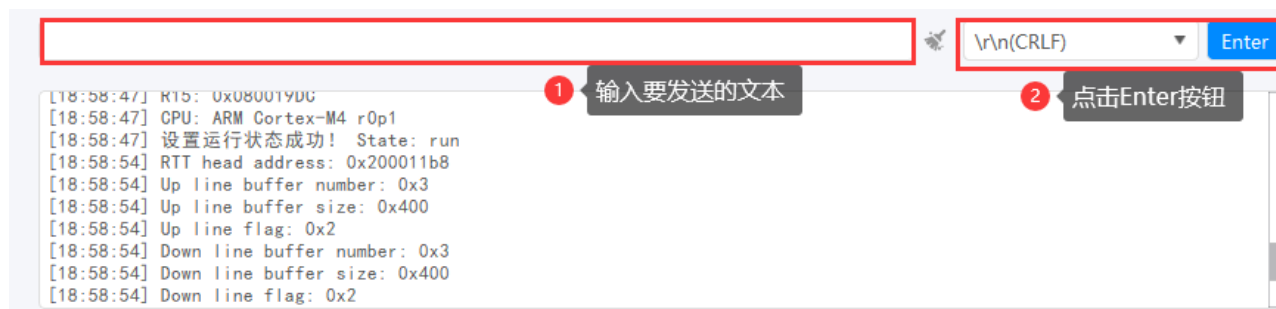 \r\n(CRLF)
Enter
1 输入要发送的文本
2 点击Enter按钮
[18:58:47] R15: 0x080019DC
[18:58:47] CPU: ARM Cortex-M4 r0p1
[18:58:47] 设置运行状态成功! State: run
[18:58:54] RTT head address: 0x200011b8
[18:58:54] Up line buffer number: 0x3
[18:58:54] Up line buffer size: 0x400
[18:58:54] Up line flag: 0x2
[18:58:54] Down line buffer number: 0x3
[18:58:54] Down line buffer size: 0x400
[18:58:54] Down line flag: 0x2